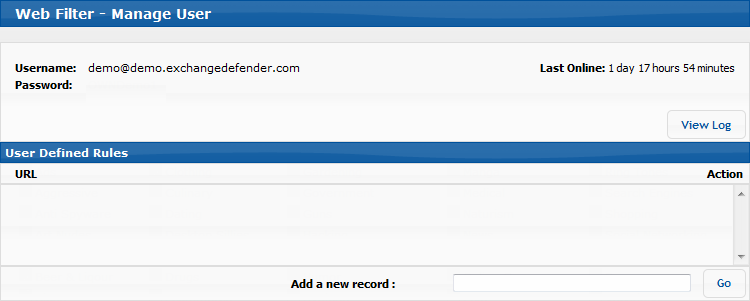 Web Filter - Manage User
Username: demo@demo.exchangedefender.com
Last Online: 1 day 17 hours 54 minutes
Password:
View Log
User Defined Rules
URL Action
Add a new record : Go